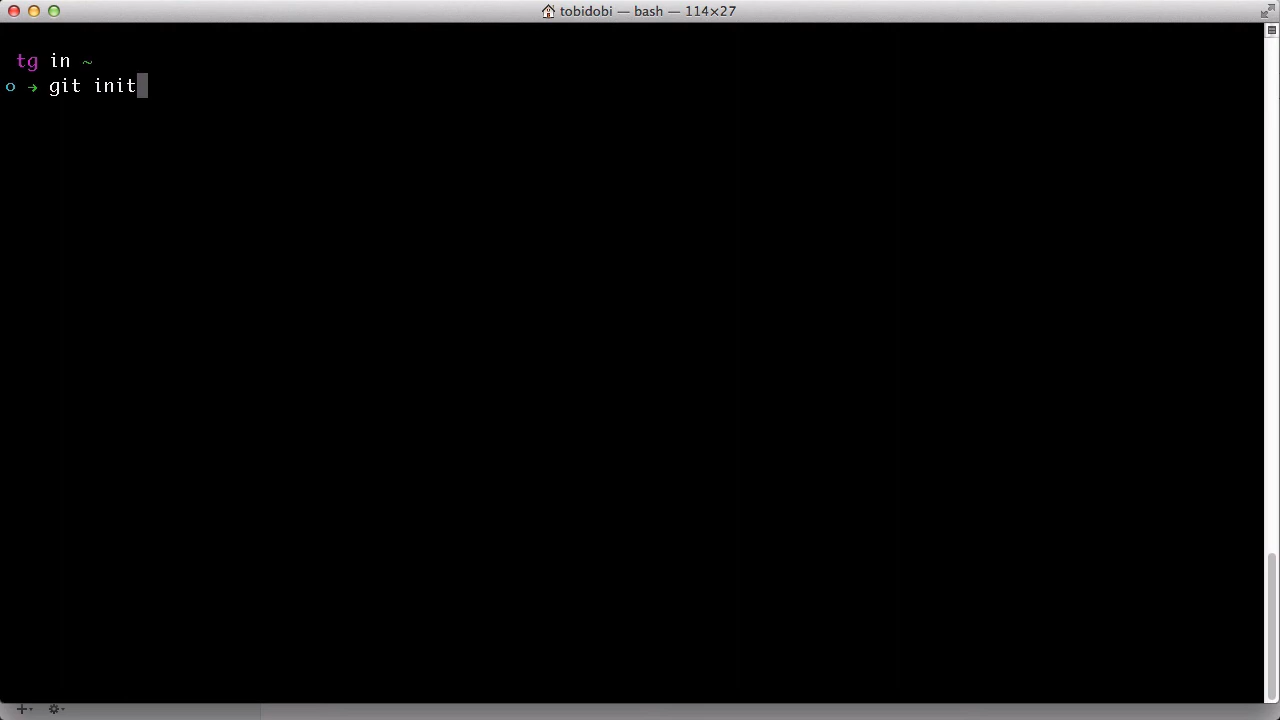 tobidobi — bash — 114×27
tg in ~
o → git init